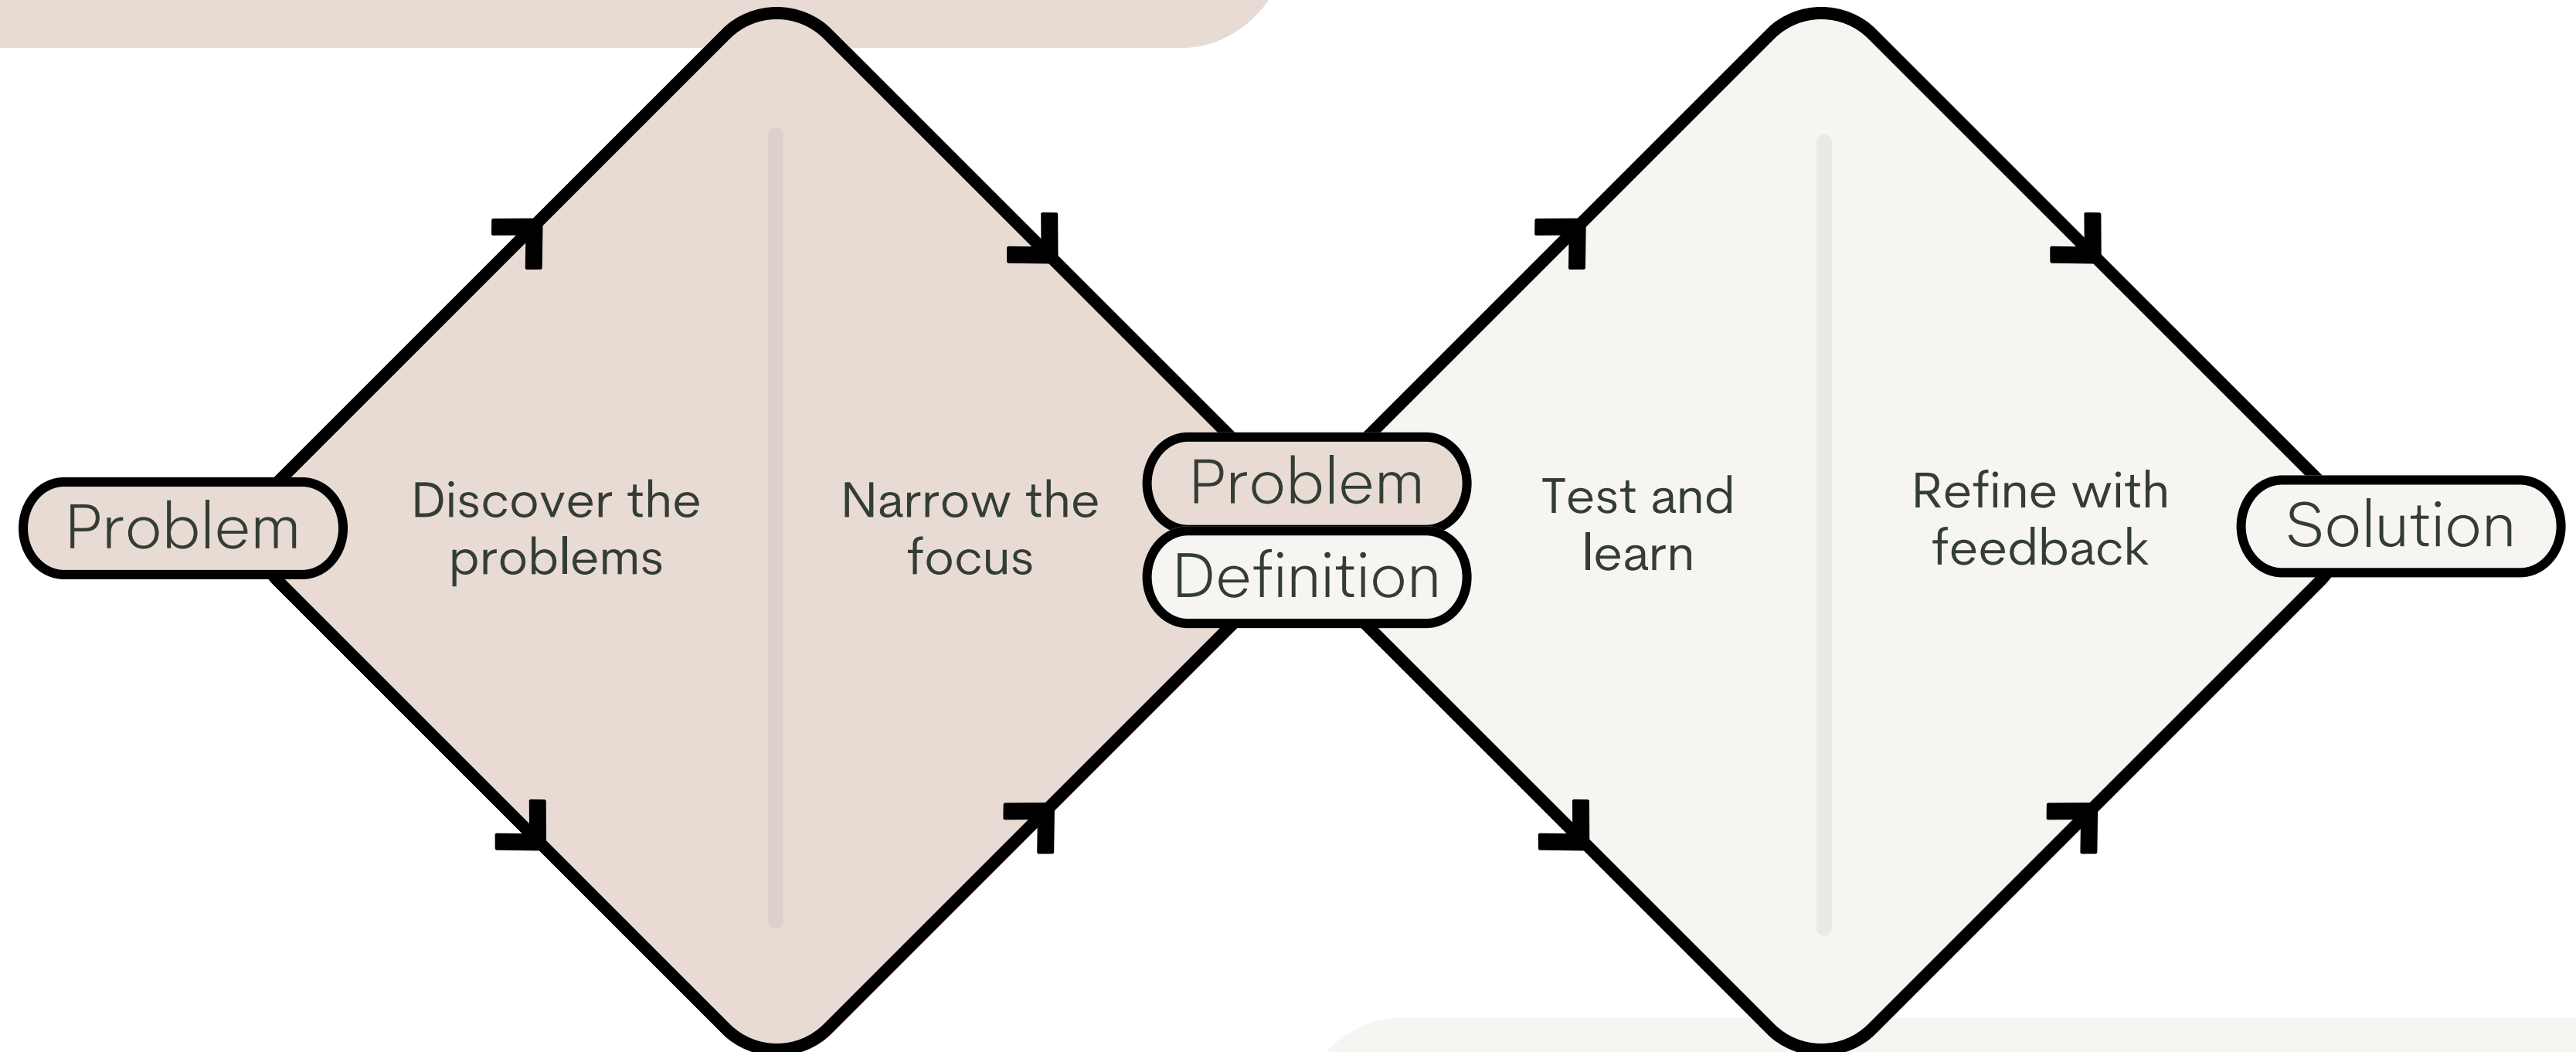 Problem
Discover the
problems
Narrow the
focus
Problem
Definition
Test and
learn
Refine with
feedback
Solution